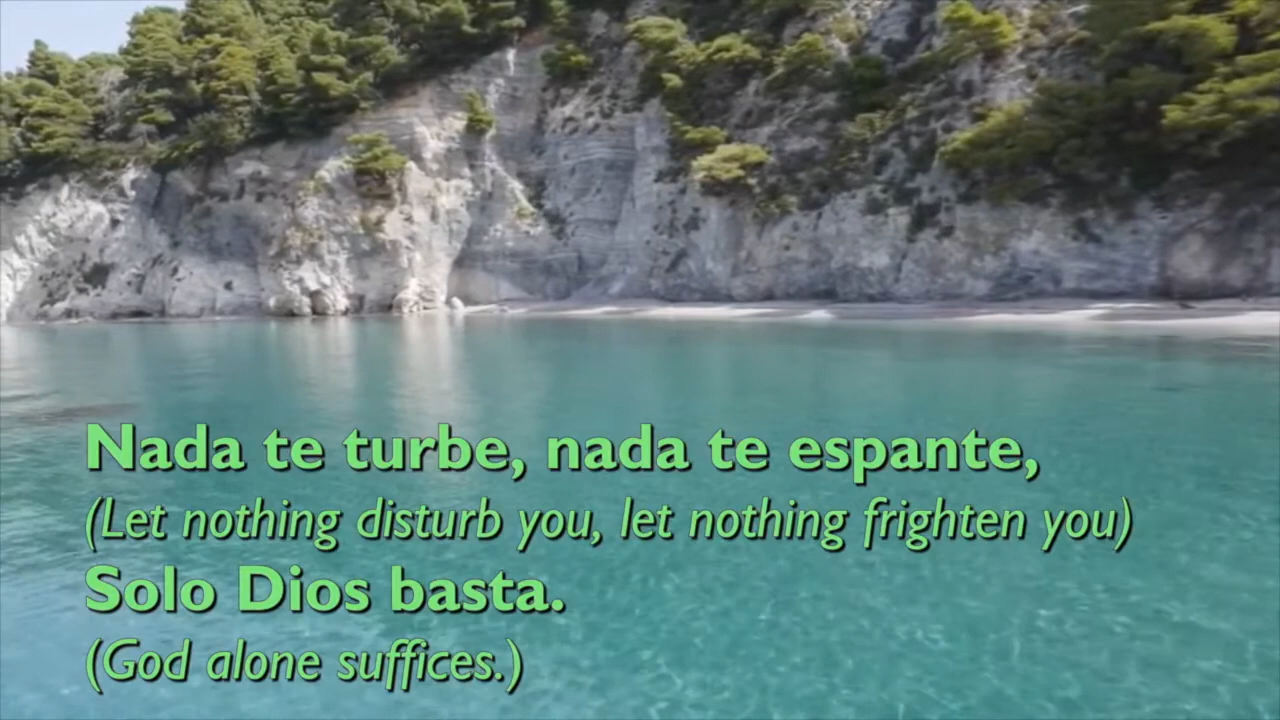 Nada te turbe, nada te espante,
(Let nothing disturb you, let nothing frighten you)
Solo Dios basta.
(God alone suffices.)